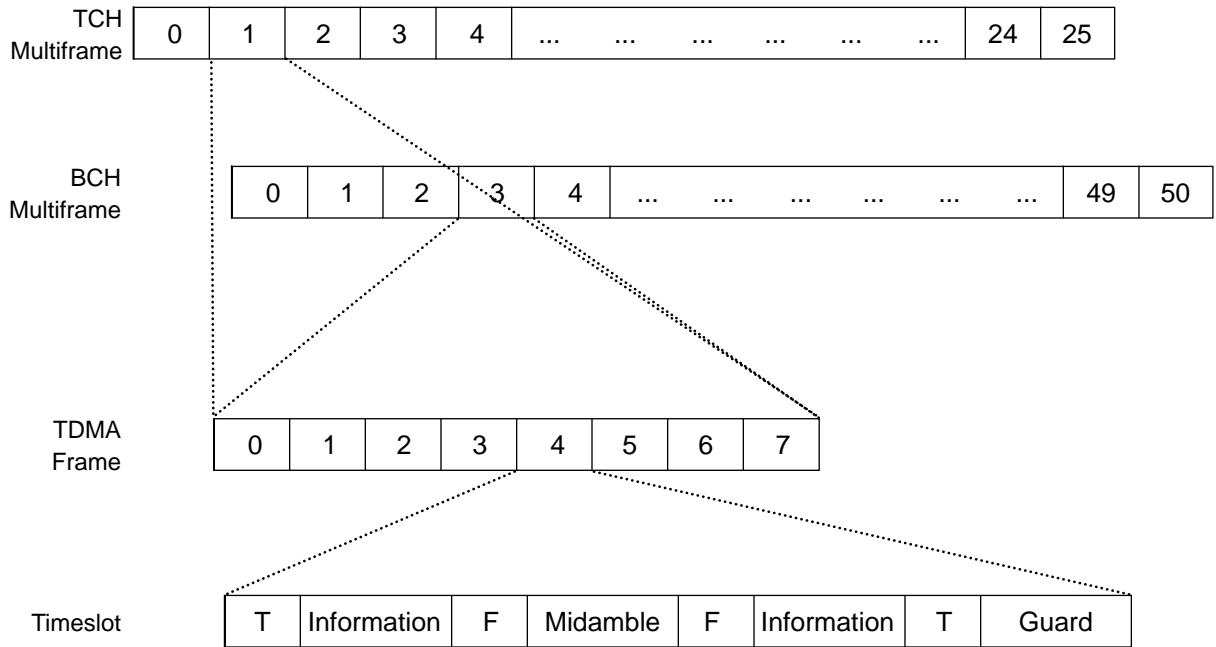 TCH
Multiframe
0 1 2 3 4 ... ... ... ... ... ... 24 25
BCH
Multiframe
0 1 2 3 4 ... ... ... ... ... ... 49 50
TDMA
Frame
0 1 2 3 4 5 6 7
Timeslot
T Information F Midamble F Information T Guard